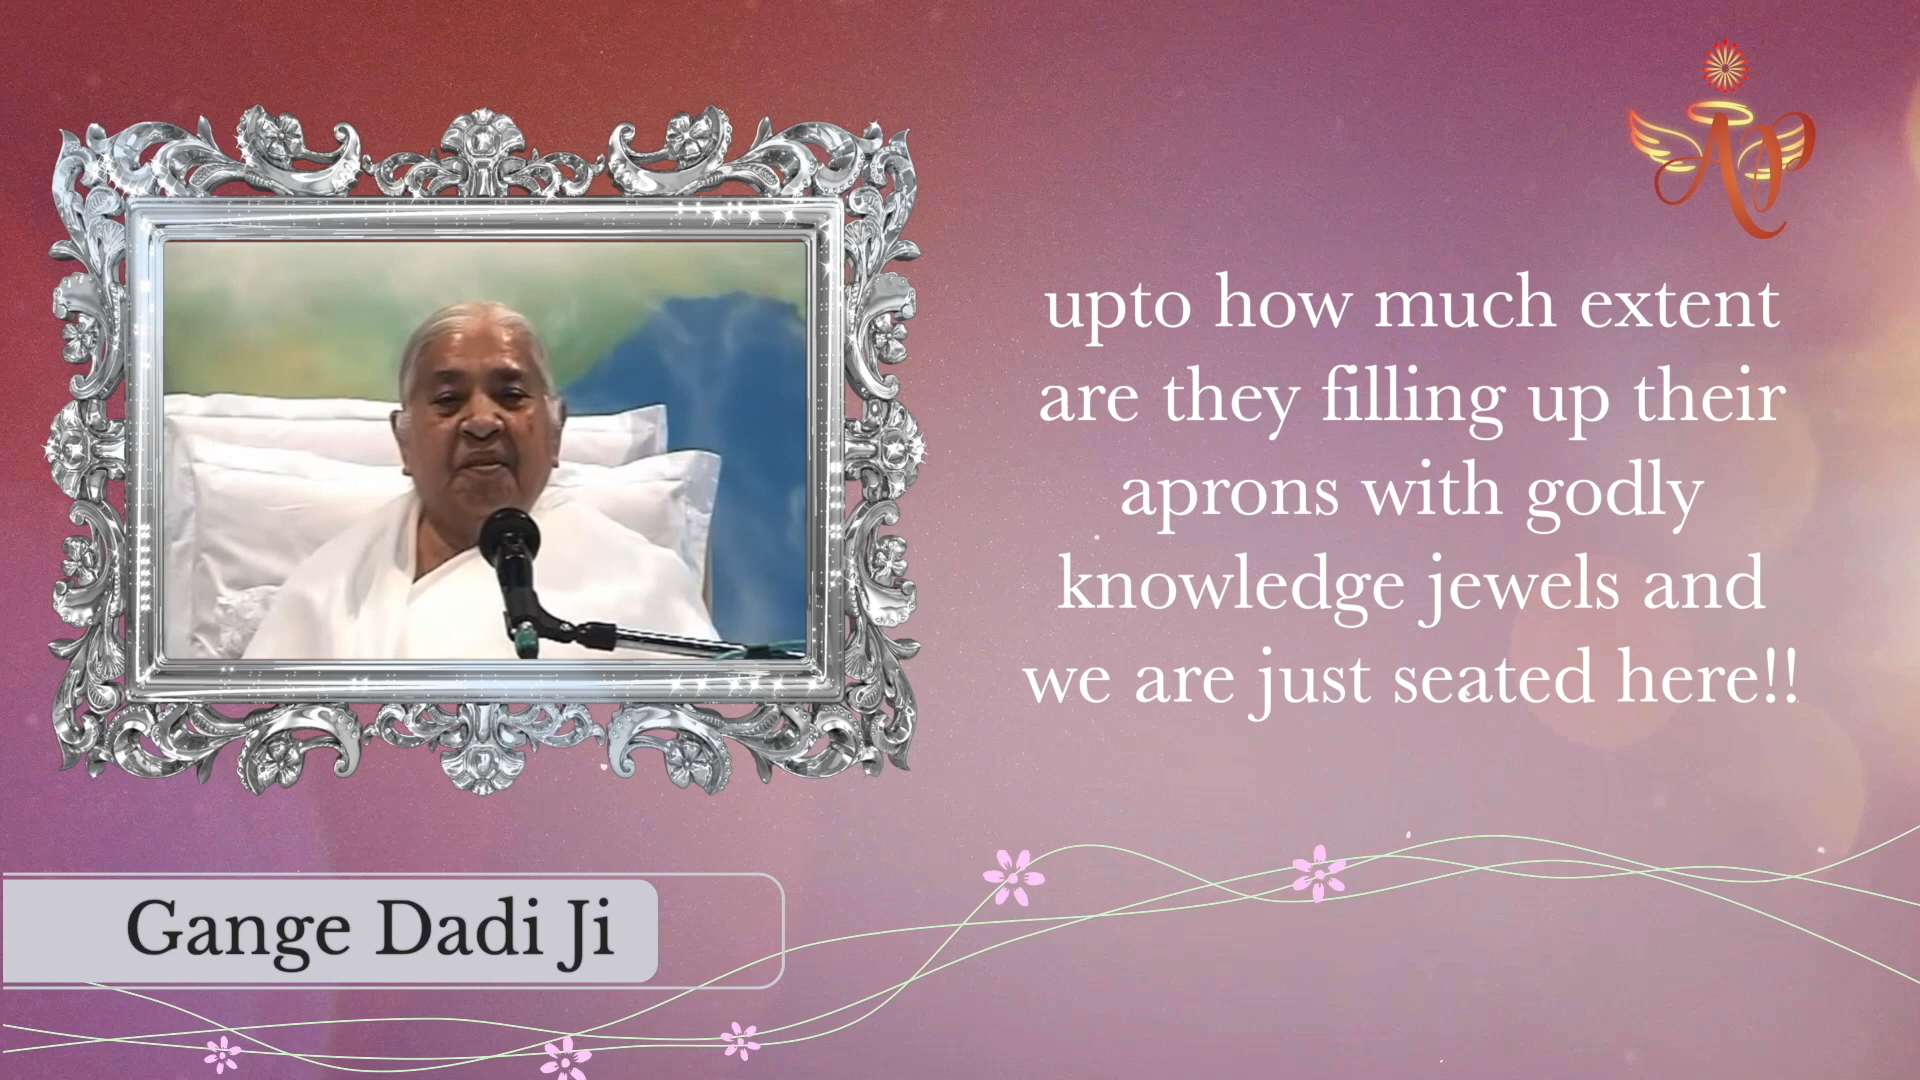 AP
upto how much extent
are they filling up their
aprons with godly
knowledge jewels and
we are just seated here!!
Gange Dadi Ji